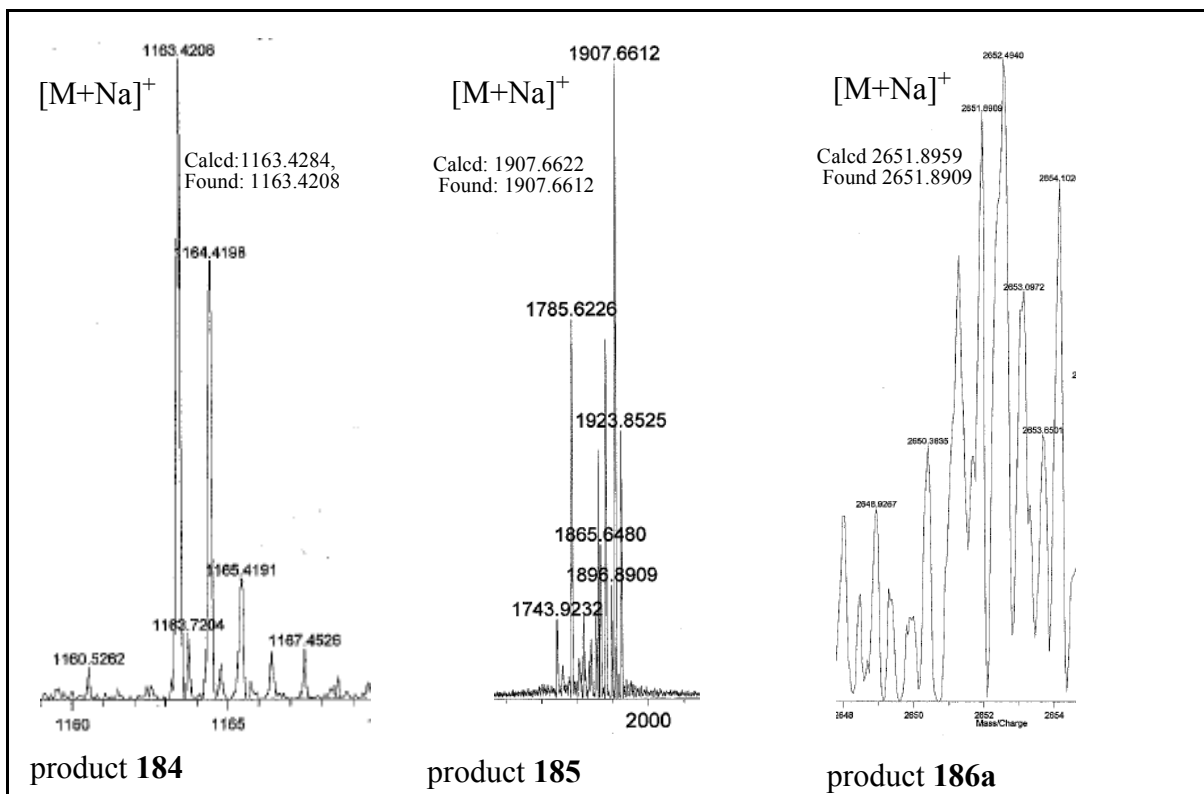 1163.4208
[M+Na]+
Calcd:1163.4284,
Found: 1163.4208
1164.4198
1165.4191
1163.7204
1160.5262
1167.4526
1160
1165
product 184
1907.6612
[M+Na]+
Calcd: 1907.6622
Found: 1907.6612
1785.6226
1923.8525
1865.6480
1896.8909
1743.9232
2000
product 185
2652.4940
[M+Na]+
2651.8909
Calcd 2651.8959
Found 2651.8909
2654.102
2653.0972
2650.3835
2653.6501
2648.9267
2648
2650
2652
2654
Mass/Charge
product 186a